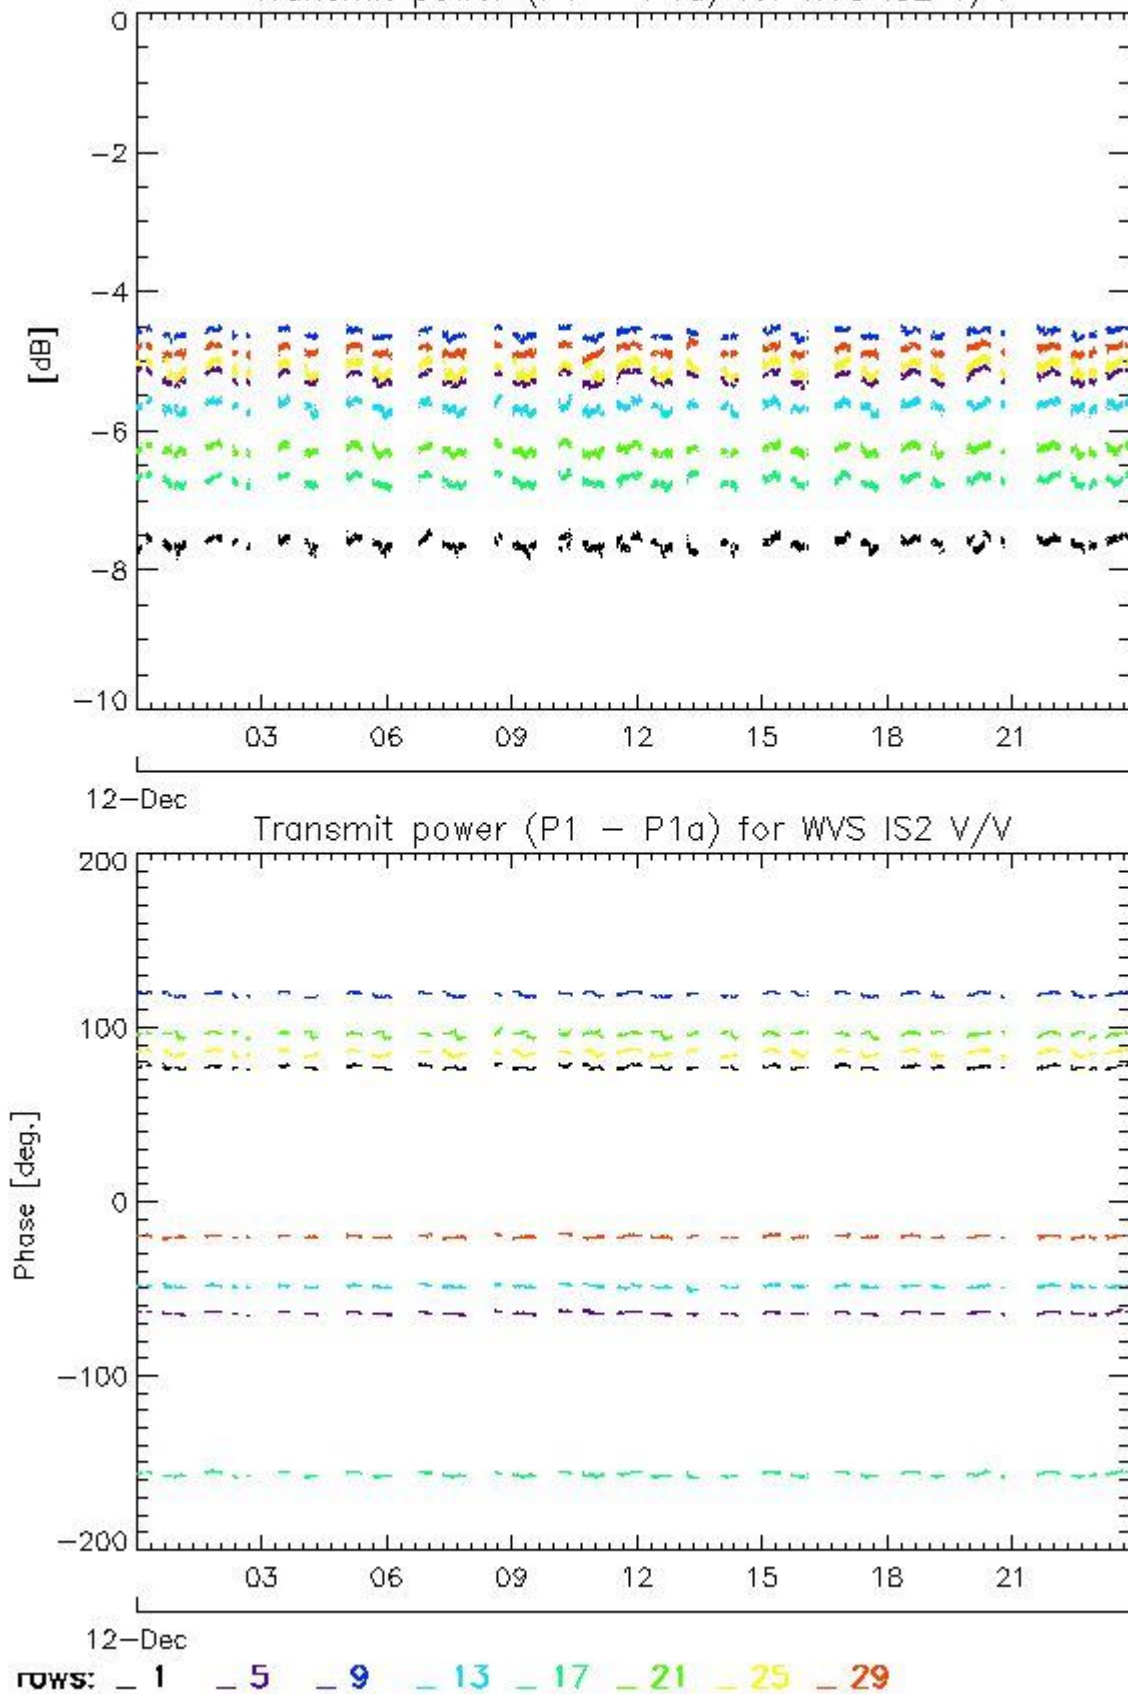 0
−2
−4
[dB]
−6
−8
−10
03 06 09 12 15 18 21
12−Dec
Transmit power (P1 − P1a) for WVS IS2 V/V
200
100
Phase [deg.]
0
−100
−200
03 06 09 12 15 18 21
12−Dec
rows: _ 1 _ 5 _ 9 _ 13 _ 17 _ 21 _ 25 _ 29